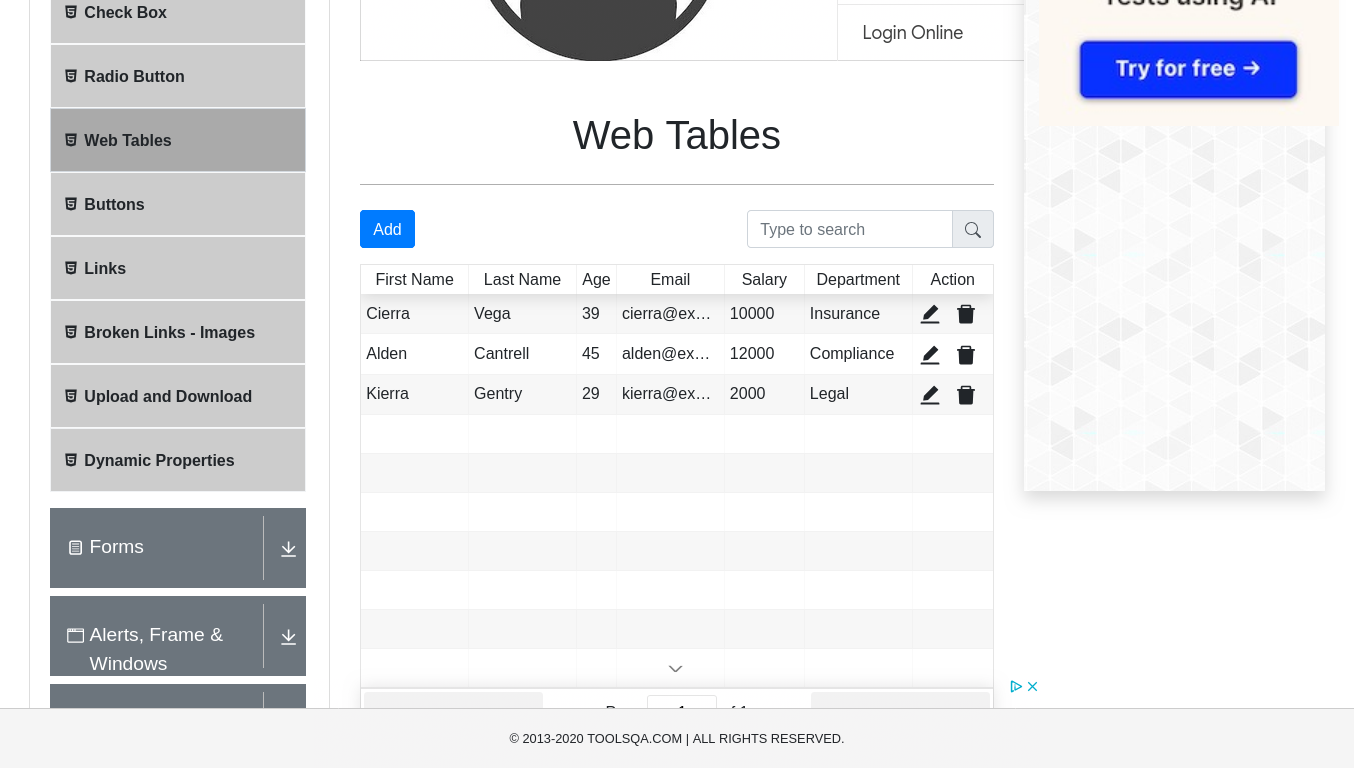 Check Box
Radio Button
Web Tables
Buttons
Links
Broken Links - Images
Upload and Download
Dynamic Properties
Forms
Alerts, Frame &
Windows
Login Online
Try for free →
Web Tables
Add
Type to search
First Name Last Name Age Email Salary Department Action
Cierra Vega 39 cierra@ex... 10000 Insurance
Alden Cantrell 45 alden@ex... 12000 Compliance
Kierra Gentry 29 kierra@ex... 2000 Legal
© 2013-2020 TOOLSQA.COM | ALL RIGHTS RESERVED.